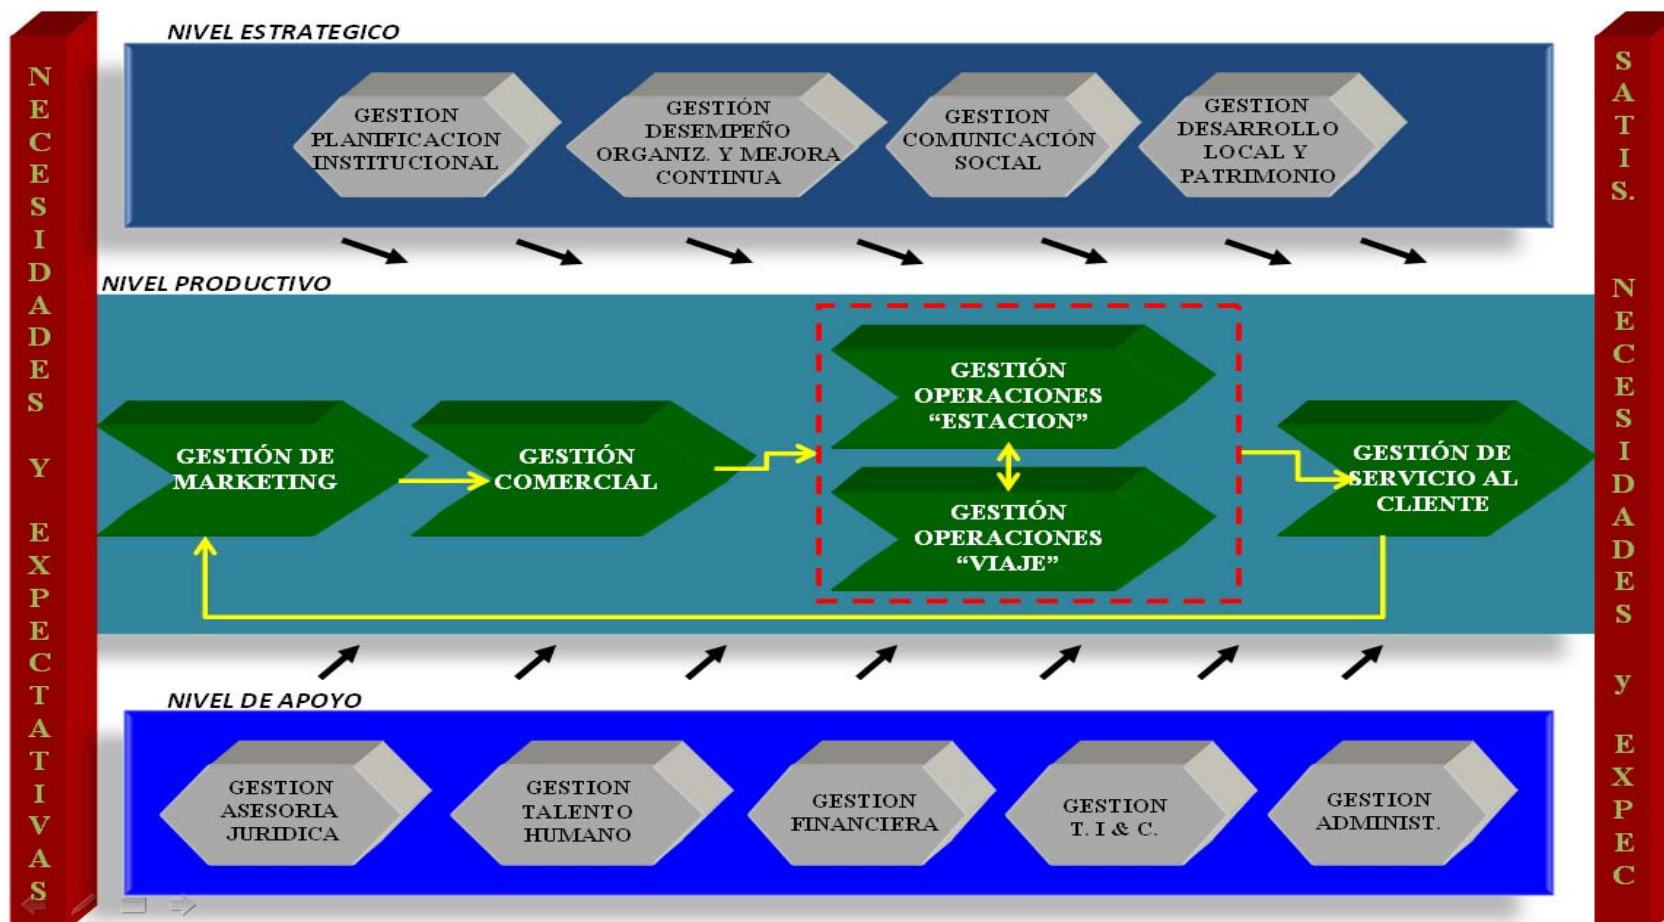 NIVEL ESTRATEGICO
NECESIDADES Y EXPECTATIVAS
GESTION
PLANIFICACION
INSTITUCIONAL
GESTIÓN
DESEMPEÑO
ORGANIZ. Y MEJORA
CONTINUA
GESTION
COMUNICACIÓN
SOCIAL
GESTION
DESARROLLO
LOCAL Y
PATRIMONIO
SATIS. NECESIDADES y EXPEC
NIVEL PRODUCTIVO
GESTIÓN DE
MARKETING
GESTIÓN
COMERCIAL
GESTIÓN
OPERACIONES
“ESTACION”
GESTIÓN
OPERACIONES
“VIAJE”
GESTIÓN DE
SERVICIO AL
CLIENTE
NIVEL DE APOYO
GESTION
ASESORIA
JURIDICA
GESTION
TALENTO
HUMANO
GESTION
FINANCIERA
GESTION
T. I & C.
GESTION
ADMINIST.